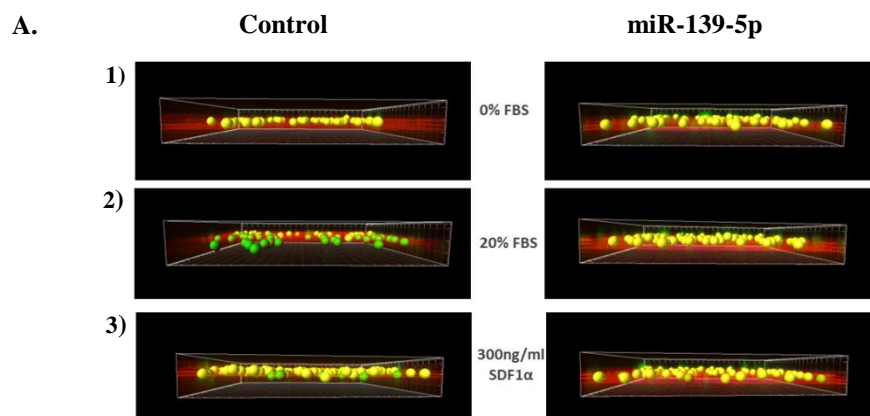 A.
Control miR-139-5p
1)
0% FBS
2)
20% FBS
3)
300ng/ml
SDF1α